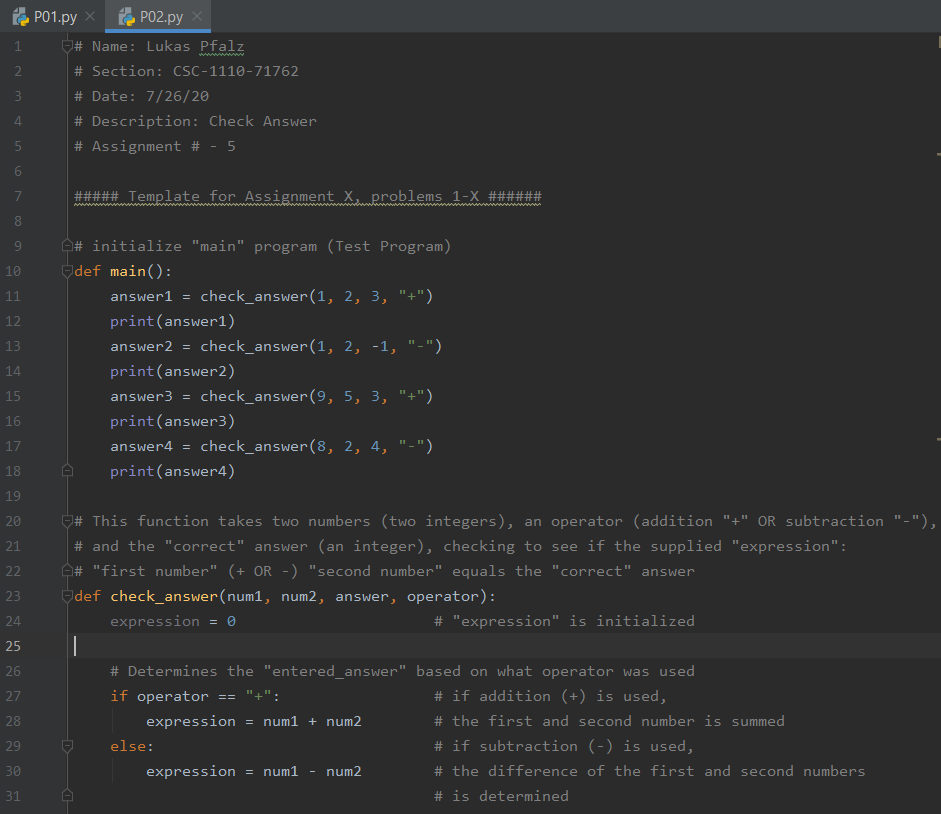 P01.py P02.py
1 # Name: Lukas Pfalz
2 # Section: CSC-1110-71762
3 # Date: 7/26/20
4 # Description: Check Answer
5 # Assignment # - 5
6
7 ##### Template for Assignment X, problems 1-X ######
8
9 # initialize "main" program (Test Program)
10 def main():
11     answer1 = check_answer(1, 2, 3, "+")
12     print(answer1)
13     answer2 = check_answer(1, 2, -1, "-")
14     print(answer2)
15     answer3 = check_answer(9, 5, 3, "+")
16     print(answer3)
17     answer4 = check_answer(8, 2, 4, "-")
18     print(answer4)
19
20 # This function takes two numbers (two integers), an operator (addition "+" OR subtraction "-"),
21 # and the "correct" answer (an integer), checking to see if the supplied "expression":
22 # "first number" (+ OR -) "second number" equals the "correct" answer
23 def check_answer(num1, num2, answer, operator):
24     expression = 0                      # "expression" is initialized
25
26     # Determines the "entered_answer" based on what operator was used
27     if operator == "+":                 # if addition (+) is used,
28         expression = num1 + num2        # the first and second number is summed
29     else:                               # if subtraction (-) is used,
30         expression = num1 - num2        # the difference of the first and second numbers
31                                         # is determined